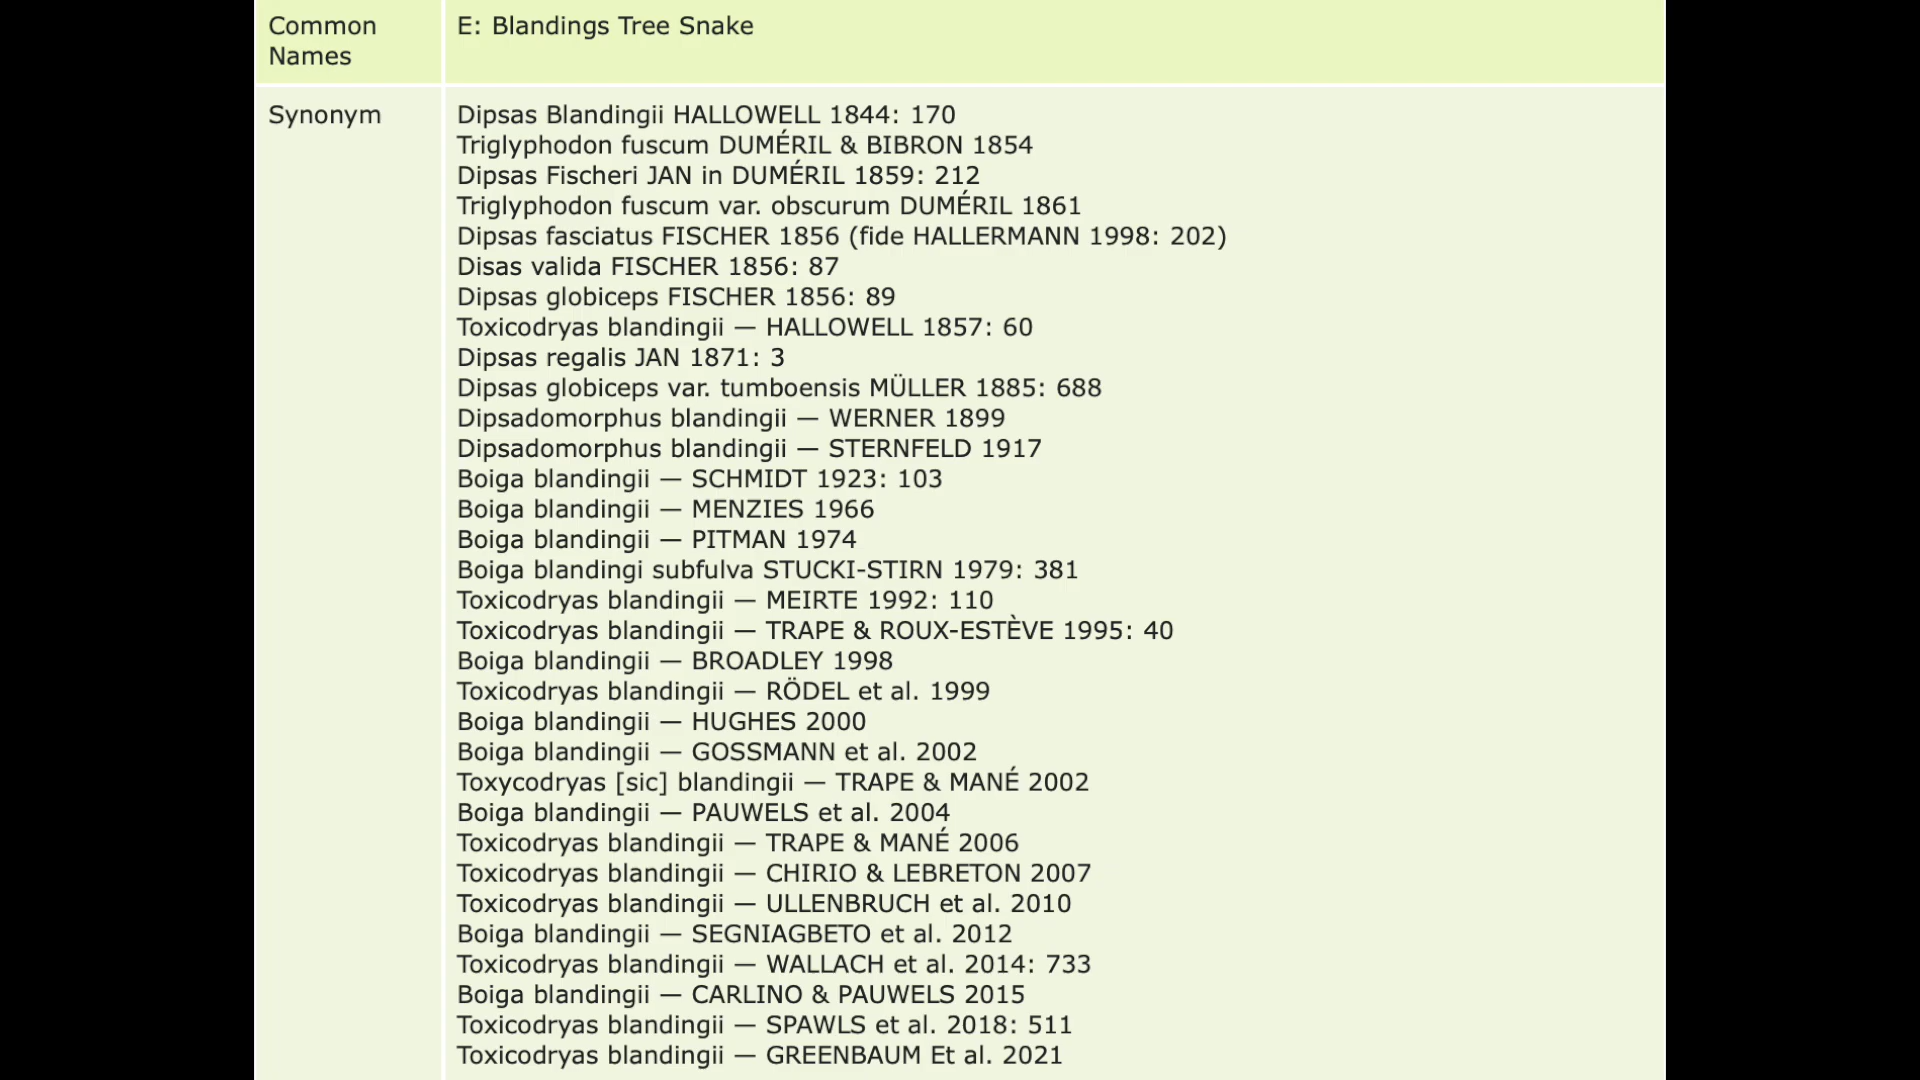 Common
Names
E: Blandings Tree Snake
Synonym
Dipsas Blandingii HALLOWELL 1844: 170
Triglyphodon fuscum DUMÉRIL & BIBRON 1854
Dipsas Fischeri JAN in DUMÉRIL 1859: 212
Triglyphodon fuscum var. obscurum DUMÉRIL 1861
Dipsas fasciatus FISCHER 1856 (fide HALLERMANN 1998: 202)
Disas valida FISCHER 1856: 87
Dipsas globiceps FISCHER 1856: 89
Toxicodryas blandingii — HALLOWELL 1857: 60
Dipsas regalis JAN 1871: 3
Dipsas globiceps var. tumboensis MÜLLER 1885: 688
Dipsadomorphus blandingii — WERNER 1899
Dipsadomorphus blandingii — STERNFELD 1917
Boiga blandingii — SCHMIDT 1923: 103
Boiga blandingii — MENZIES 1966
Boiga blandingii — PITMAN 1974
Boiga blandingi subfulva STUCKI-STIRN 1979: 381
Toxicodryas blandingii — MEIRTE 1992: 110
Toxicodryas blandingii — TRAPE & ROUX-ESTÈVE 1995: 40
Boiga blandingii — BROADLEY 1998
Toxicodryas blandingii — RÖDEL et al. 1999
Boiga blandingii — HUGHES 2000
Boiga blandingii — GOSSMANN et al. 2002
Toxycodryas [sic] blandingii — TRAPE & MANÉ 2002
Boiga blandingii — PAUWELS et al. 2004
Toxicodryas blandingii — TRAPE & MANÉ 2006
Toxicodryas blandingii — CHIRIO & LEBRETON 2007
Toxicodryas blandingii — ULLENBRUCH et al. 2010
Boiga blandingii — SEGNIAGBETO et al. 2012
Toxicodryas blandingii — WALLACH et al. 2014: 733
Boiga blandingii — CARLINO & PAUWELS 2015
Toxicodryas blandingii — SPAWLS et al. 2018: 511
Toxicodryas blandingii — GREENBAUM Et al. 2021